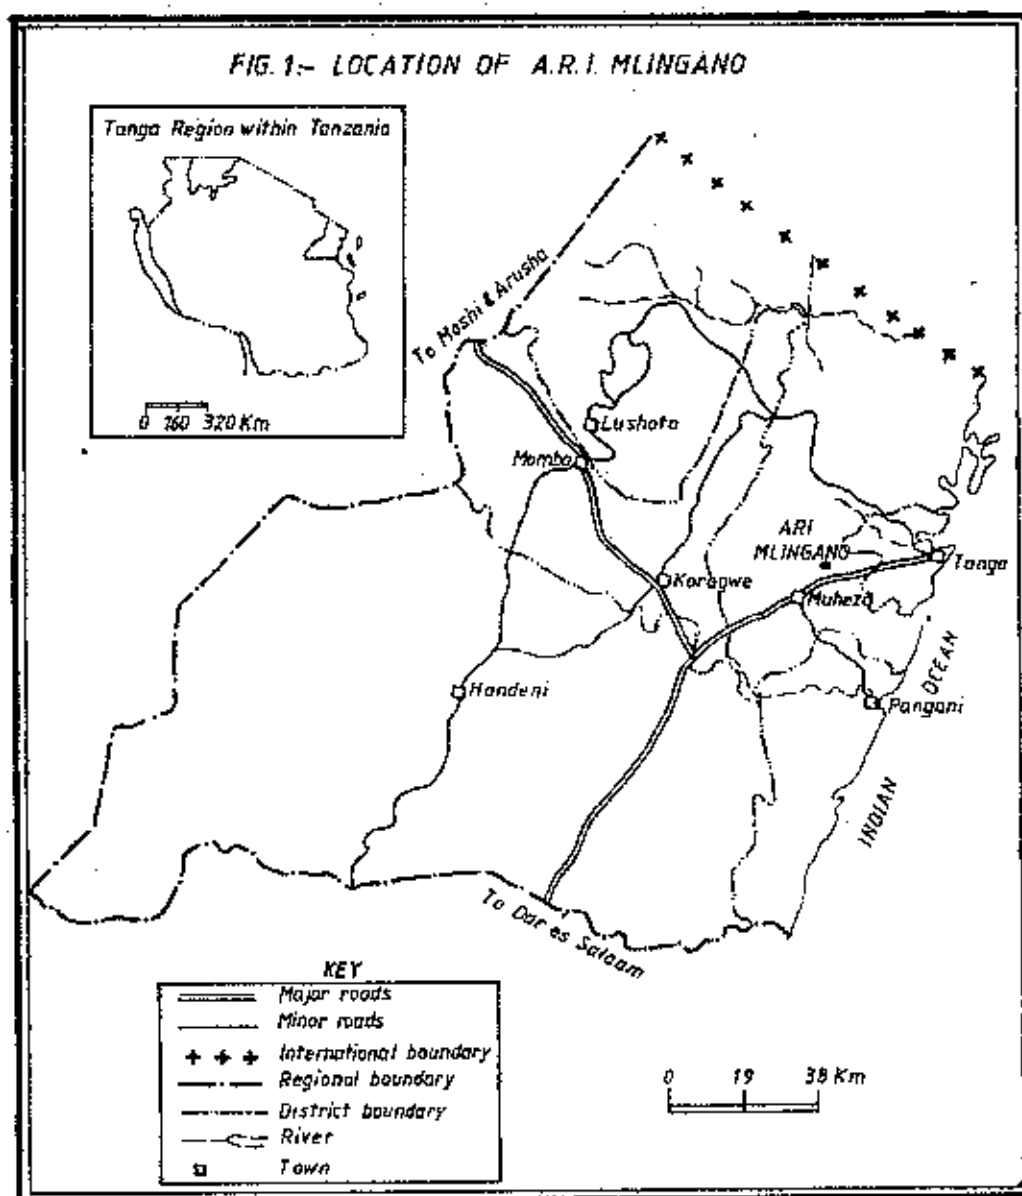 FIG. 1:- LOCATION OF A.R.I. MLINGANO
Tanga Region within Tanzania
0 160 320 Km
To Moshi & Arusha
Lushoto
Mombo
ARI
MLINGANO
Tanga
Korogwe
Muheza
Handeni
Pangani
INDIAN OCEAN
To Dar es Salaam
KEY
Major roads
Minor roads
International boundary
Regional boundary
District boundary
River
Town
0 19 38 Km